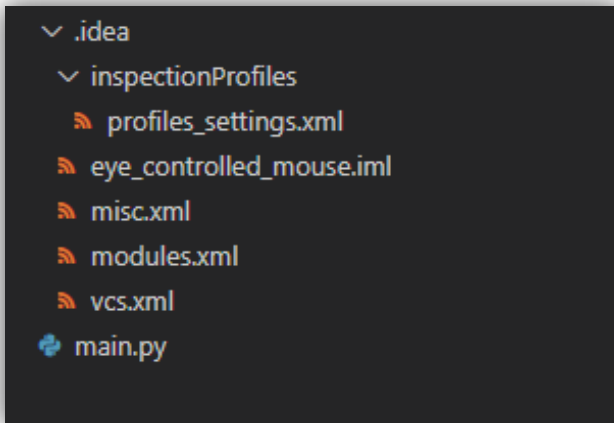 .idea
inspectionProfiles
profiles_settings.xml
eye_controlled_mouse.iml
misc.xml
modules.xml
vcs.xml
main.py